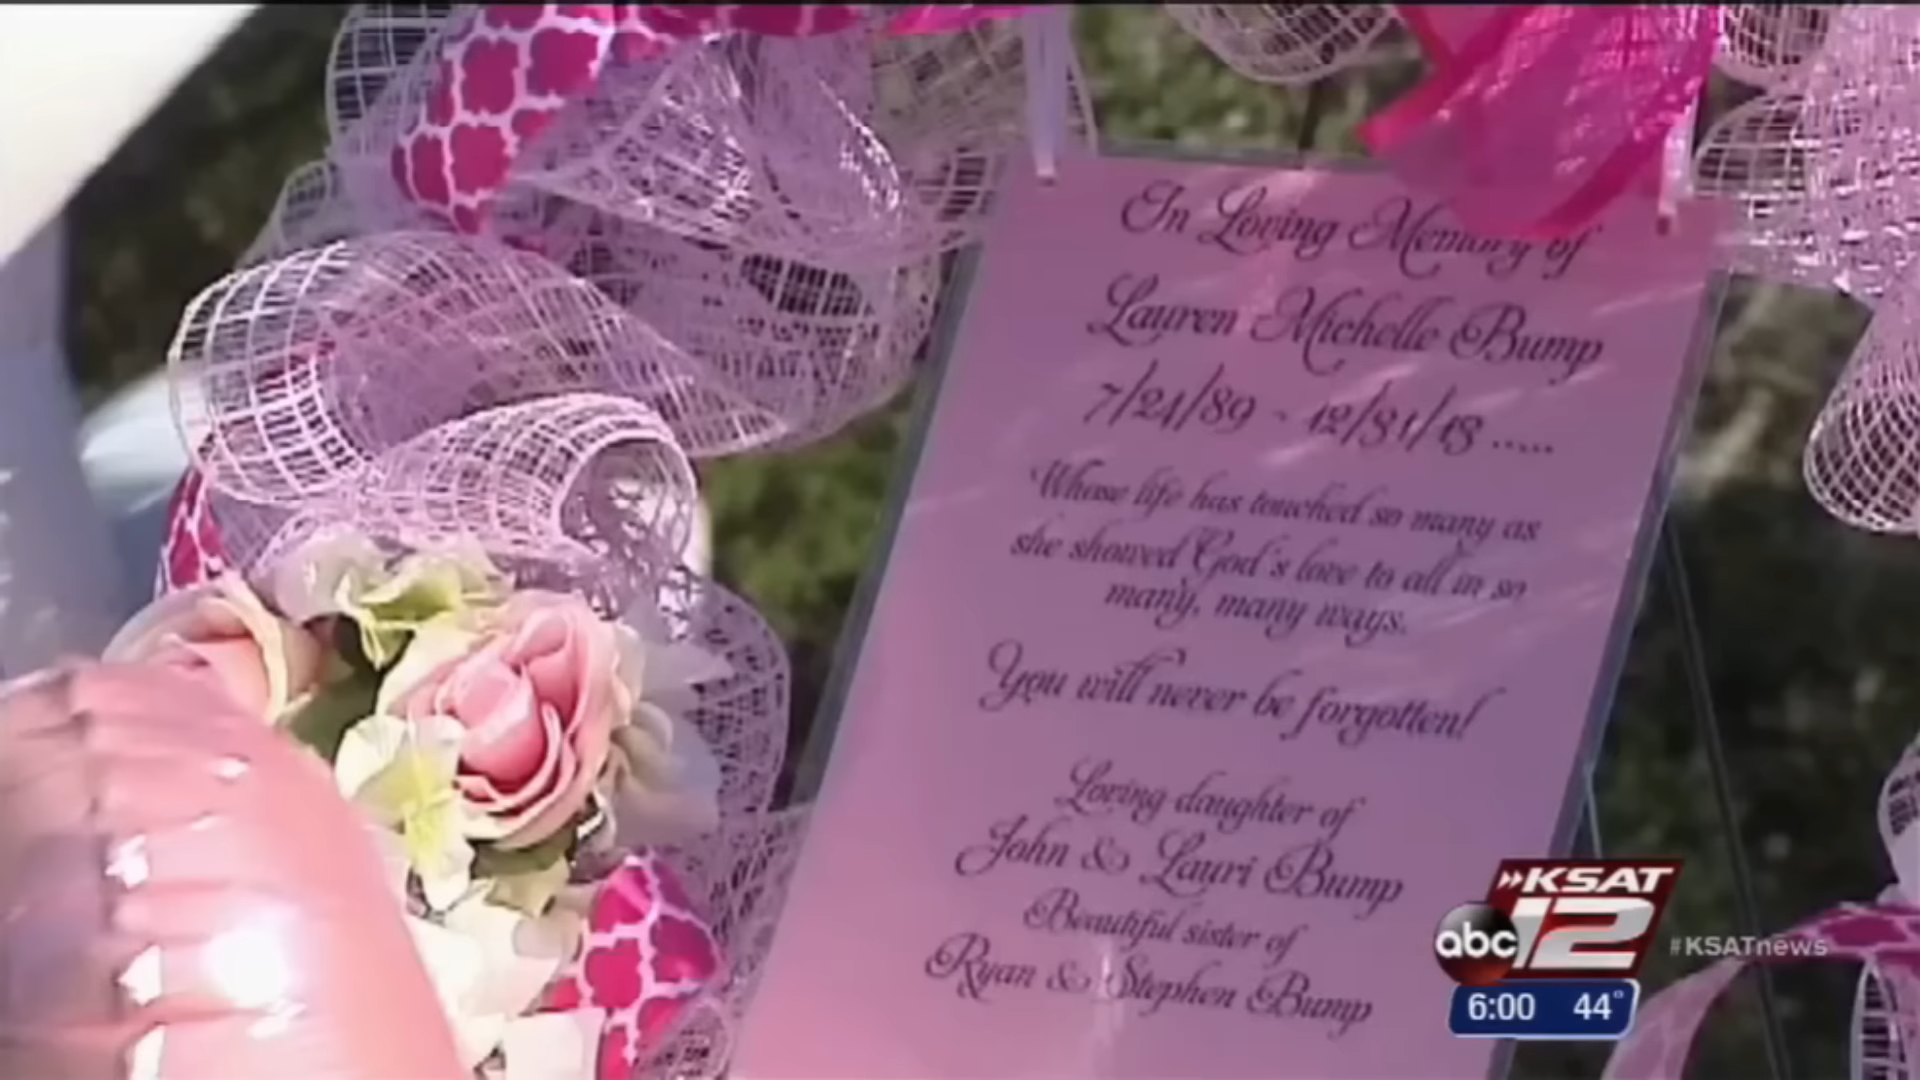 In Loving Memory of
Lauren Michelle Bump
7/24/89 - 12/31/13 .....
Whose life has touched so many as
she showed God's love to all in so
many, many ways.
You will never be forgotten!
Loving daughter of
John & Lauri Bump
Beautiful sister of
Ryan & Stephen Bump
KSAT
abc 12
#KSATnews
6:00 44°